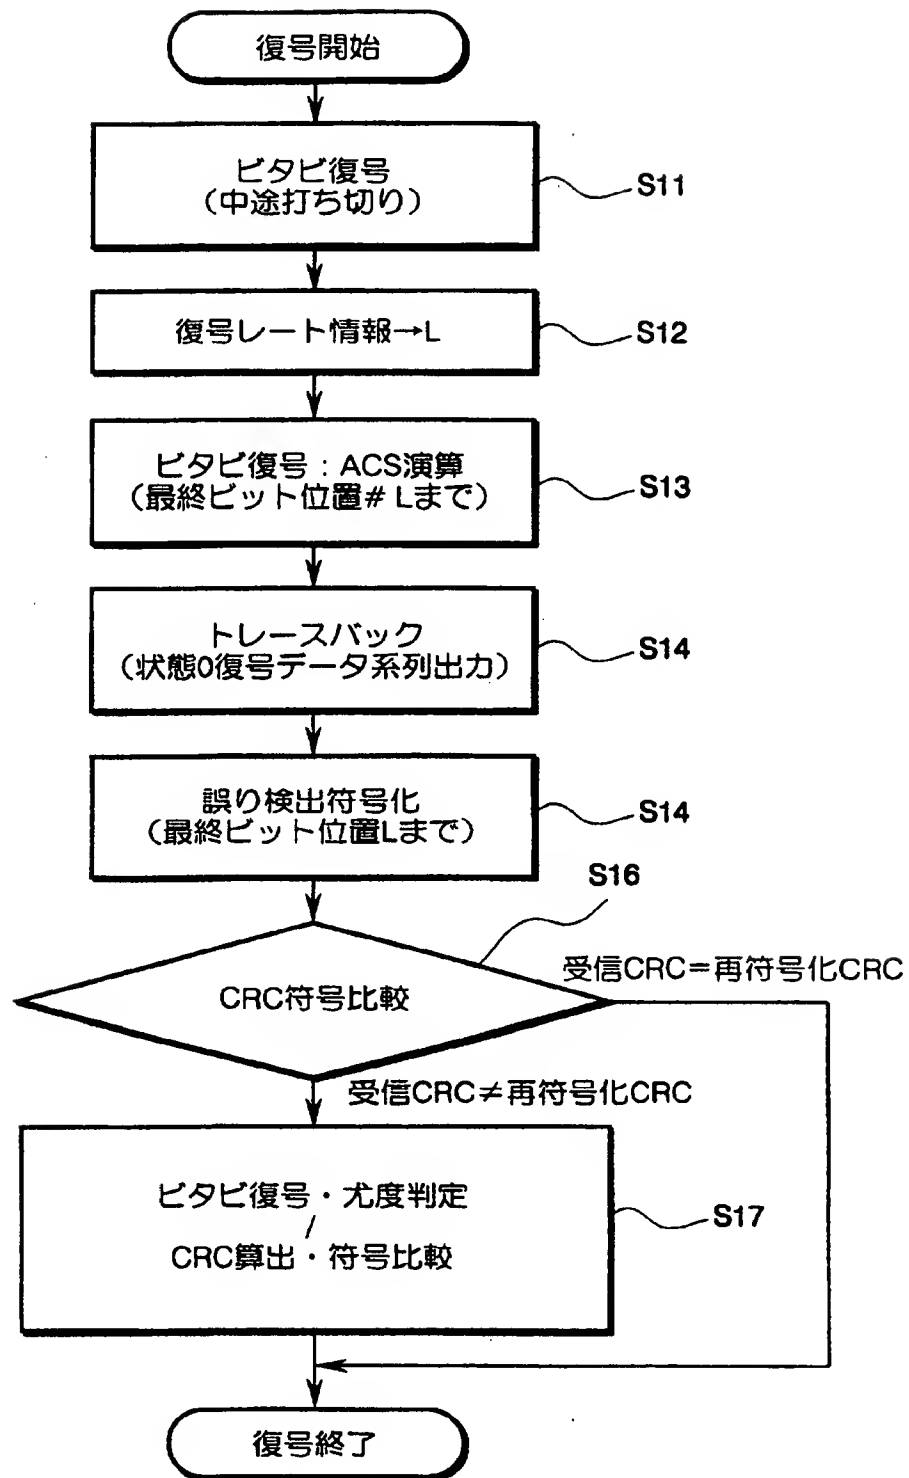 復号開始
ビタビ復号
（中途打ち切り）
S11
復号レート情報→L
S12
ビタビ復号：ACS演算
（最終ビット位置＃Lまで）
S13
トレースバック
（状態0復号データ系列出力）
S14
誤り検出符号化
（最終ビット位置Lまで）
S14
S16
受信CRC＝再符号化CRC
CRC符号比較
受信CRC≠再符号化CRC
ビタビ復号・尤度判定
/
CRC算出・符号比較
S17
復号終了